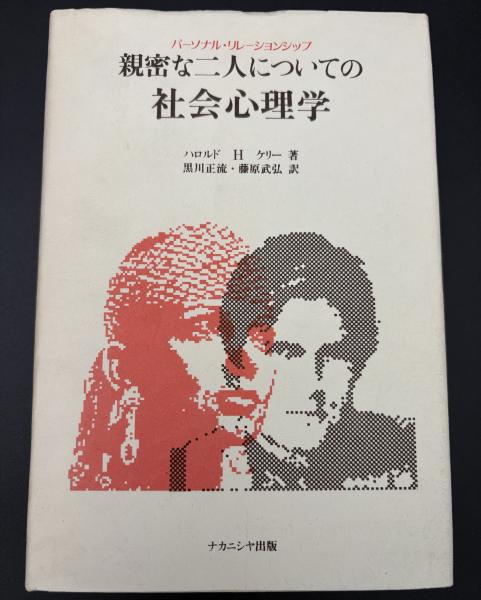 パーソナル・リレーションシップ
親密な二人についての
社会心理学
ハロルド H ケリー 著
黒川正流・藤原武弘 訳
ナカニシヤ出版